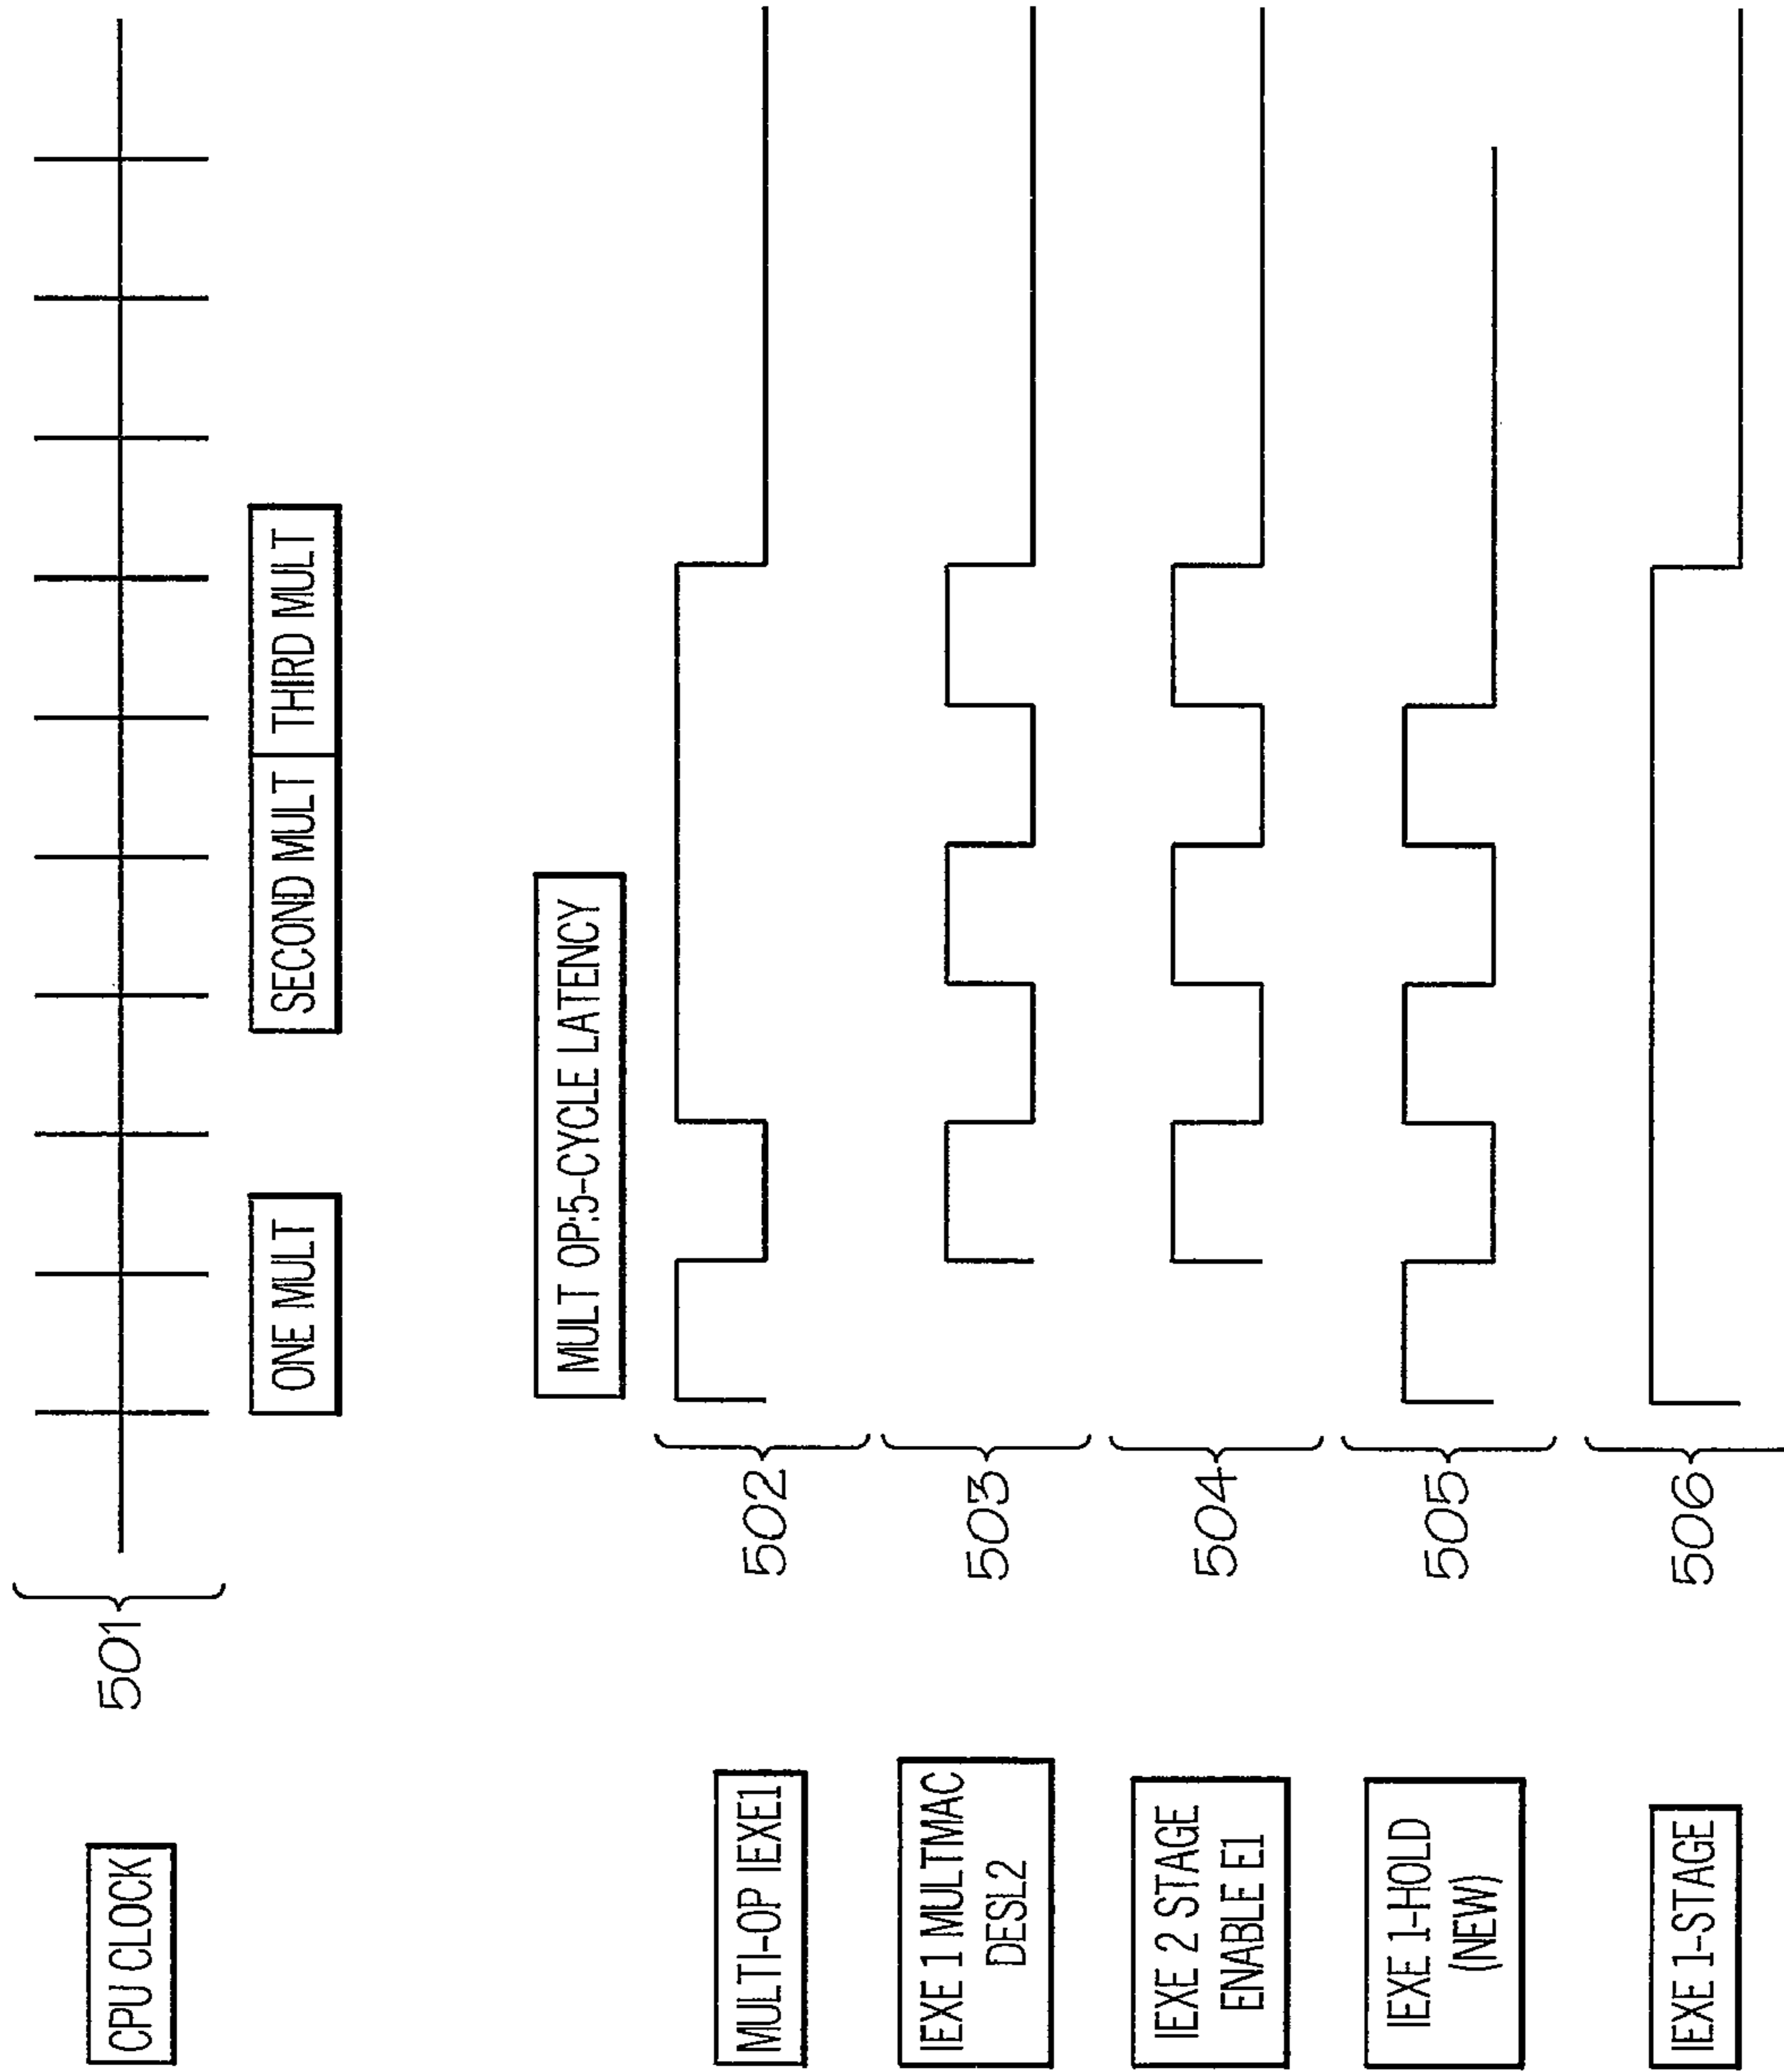 CPU CLOCK
501
ONE MULT
SECOND MULT
THIRD MULT
MULT OP:5-CYCLE LATENCY
MULTI-OP IEXE1
502
IEXE 1 MULTMAC
DESL2
503
IEXE 2 STAGE
ENABLE E1
504
IEXE 1-HOLD
(NEW)
505
IEXE 1-STAGE
506